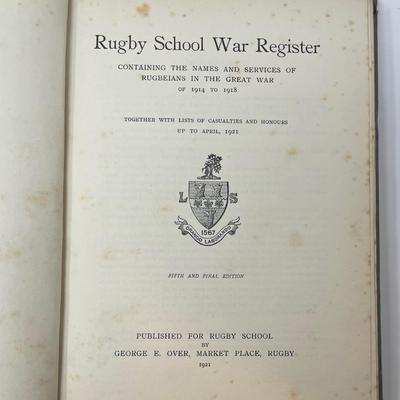 Rugby School War Register
CONTAINING THE NAMES AND SERVICES OF
RUGBEIANS IN THE GREAT WAR
OF 1914 TO 1918
TOGETHER WITH LISTS OF CASUALTIES AND HONOURS
UP TO APRIL, 1921
L S
1567
ORANDO LABORANDO
FIFTH AND FINAL EDITION
PUBLISHED FOR RUGBY SCHOOL
BY
GEORGE E. OVER, MARKET PLACE, RUGBY
1921